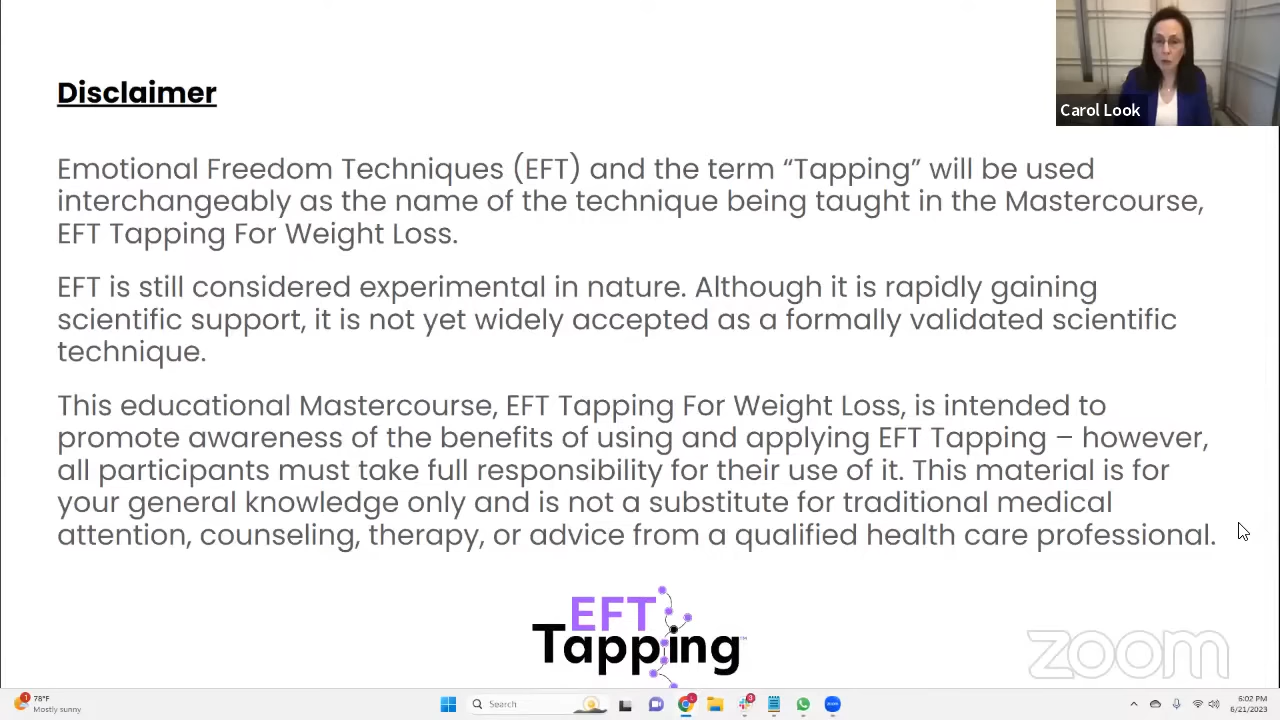 Carol Look
Disclaimer
Emotional Freedom Techniques (EFT) and the term “Tapping” will be used
interchangeably as the name of the technique being taught in the Mastercourse,
EFT Tapping For Weight Loss.
EFT is still considered experimental in nature. Although it is rapidly gaining
scientific support, it is not yet widely accepted as a formally validated scientific
technique.
This educational Mastercourse, EFT Tapping For Weight Loss, is intended to
promote awareness of the benefits of using and applying EFT Tapping – however,
all participants must take full responsibility for their use of it. This material is for
your general knowledge only and is not a substitute for traditional medical
attention, counseling, therapy, or advice from a qualified health care professional.
EFT
Tapping™
zoom
1
78°F
Mostly sunny
Search
zoom
6:02 PM
6/21/2023